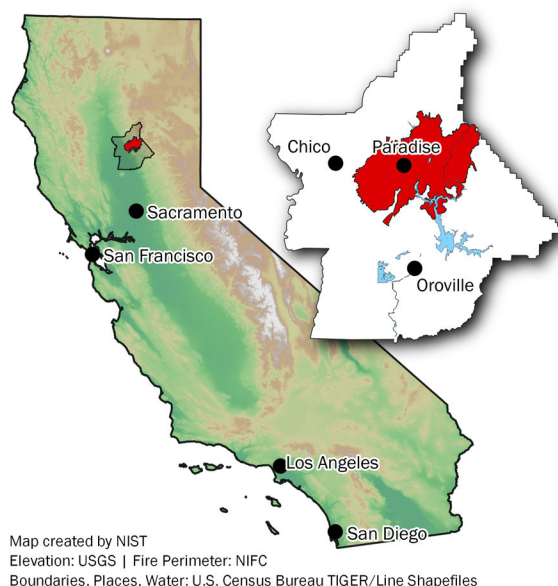 Chico
Paradise
Oroville
Sacramento
San Francisco
Los Angeles
San Diego
Map created by NIST
Elevation: USGS | Fire Perimeter: NIFC
Boundaries, Places, Water: U.S. Census Bureau TIGER/Line Shapefiles